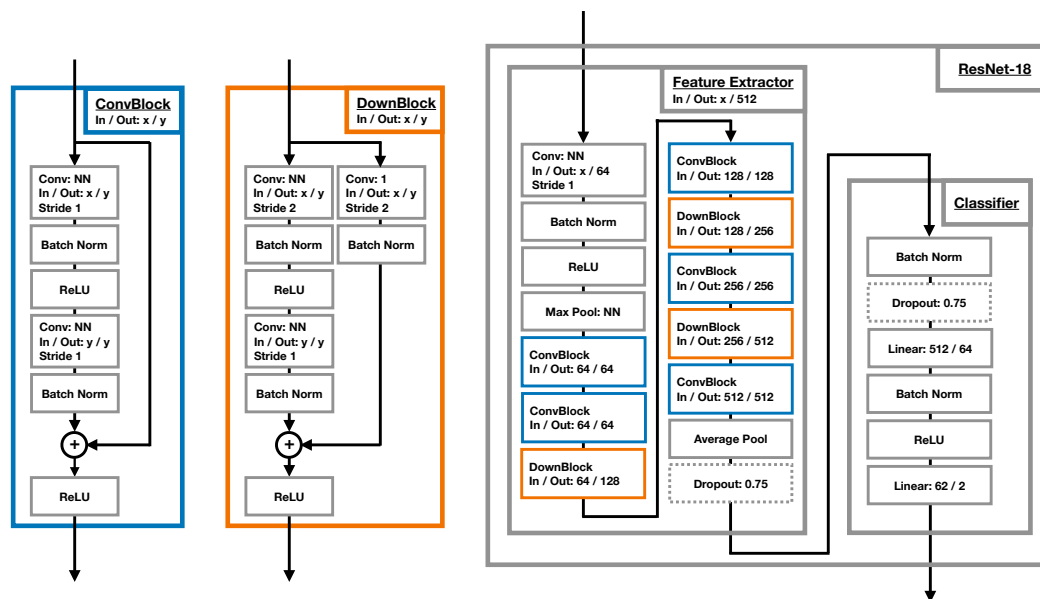 ConvBlock
In / Out: x / y
Conv: NN
In / Out: x / y
Stride 1
Batch Norm
ReLU
Conv: NN
In / Out: y / y
Stride 1
Batch Norm
+
ReLU
DownBlock
In / Out: x / y
Conv: NN
In / Out: x / y
Stride 2
Batch Norm
ReLU
Conv: NN
In / Out: y / y
Stride 1
Batch Norm
+
ReLU
Conv: 1
In / Out: x / y
Stride 2
Batch Norm
ResNet-18
Feature Extractor
In / Out: x / 512
Conv: NN
In / Out: x / 64
Stride 1
Batch Norm
ReLU
Max Pool: NN
ConvBlock
In / Out: 64 / 64
ConvBlock
In / Out: 64 / 64
DownBlock
In / Out: 64 / 128
ConvBlock
In / Out: 128 / 128
DownBlock
In / Out: 128 / 256
ConvBlock
In / Out: 256 / 256
DownBlock
In / Out: 256 / 512
ConvBlock
In / Out: 512 / 512
Average Pool
Dropout: 0.75
Classifier
Batch Norm
Dropout: 0.75
Linear: 512 / 64
Batch Norm
ReLU
Linear: 62 / 2